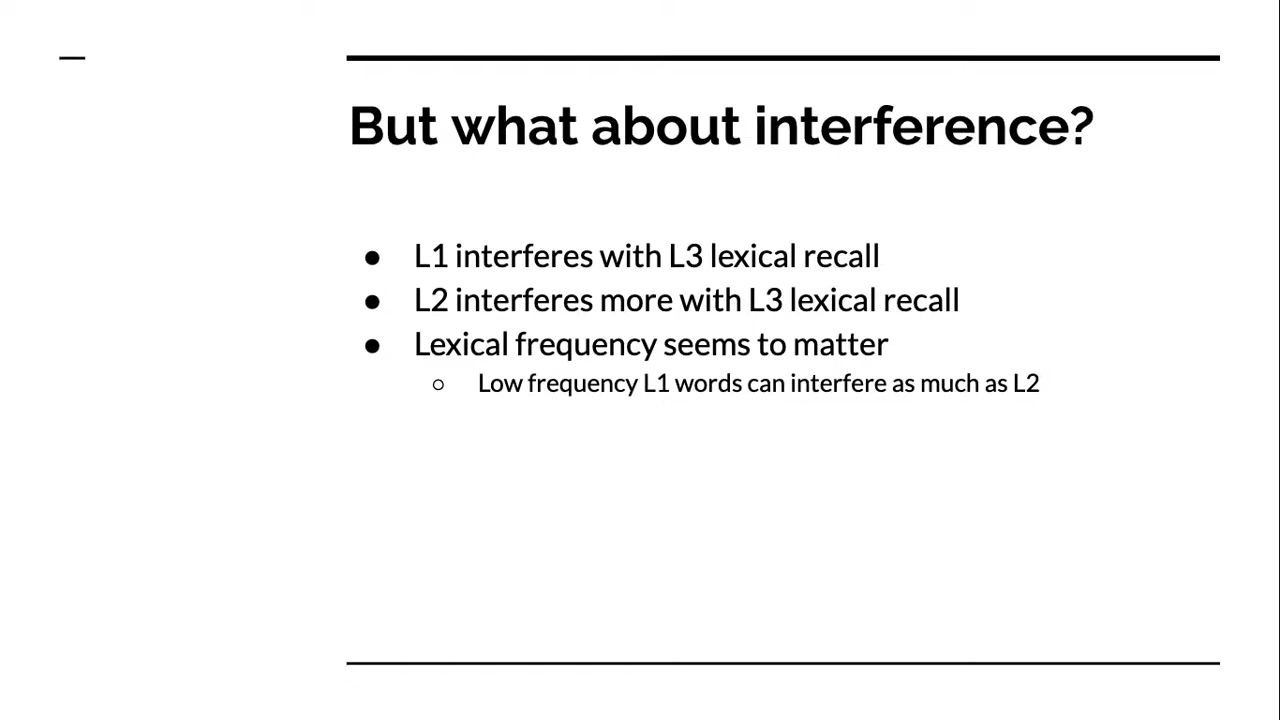 But what about interference?
● L1 interferes with L3 lexical recall
● L2 interferes more with L3 lexical recall
● Lexical frequency seems to matter
○ Low frequency L1 words can interfere as much as L2